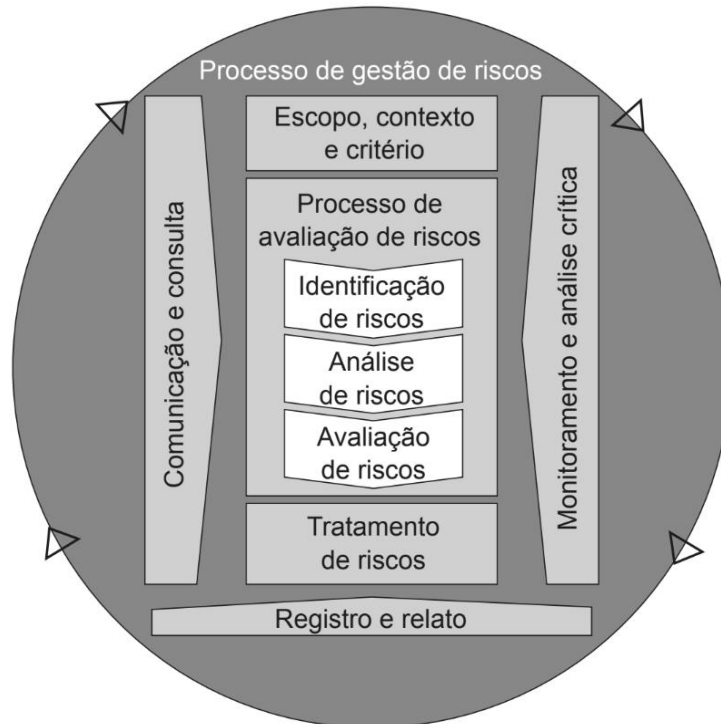 Processo de gestão de riscos
Escopo, contexto
e critério
Comunicação e consulta
Processo de
avaliação de riscos
Identificação
de riscos
Análise
de riscos
Avaliação
de riscos
Monitoramento e análise crítica
Tratamento
de riscos
Registro e relato